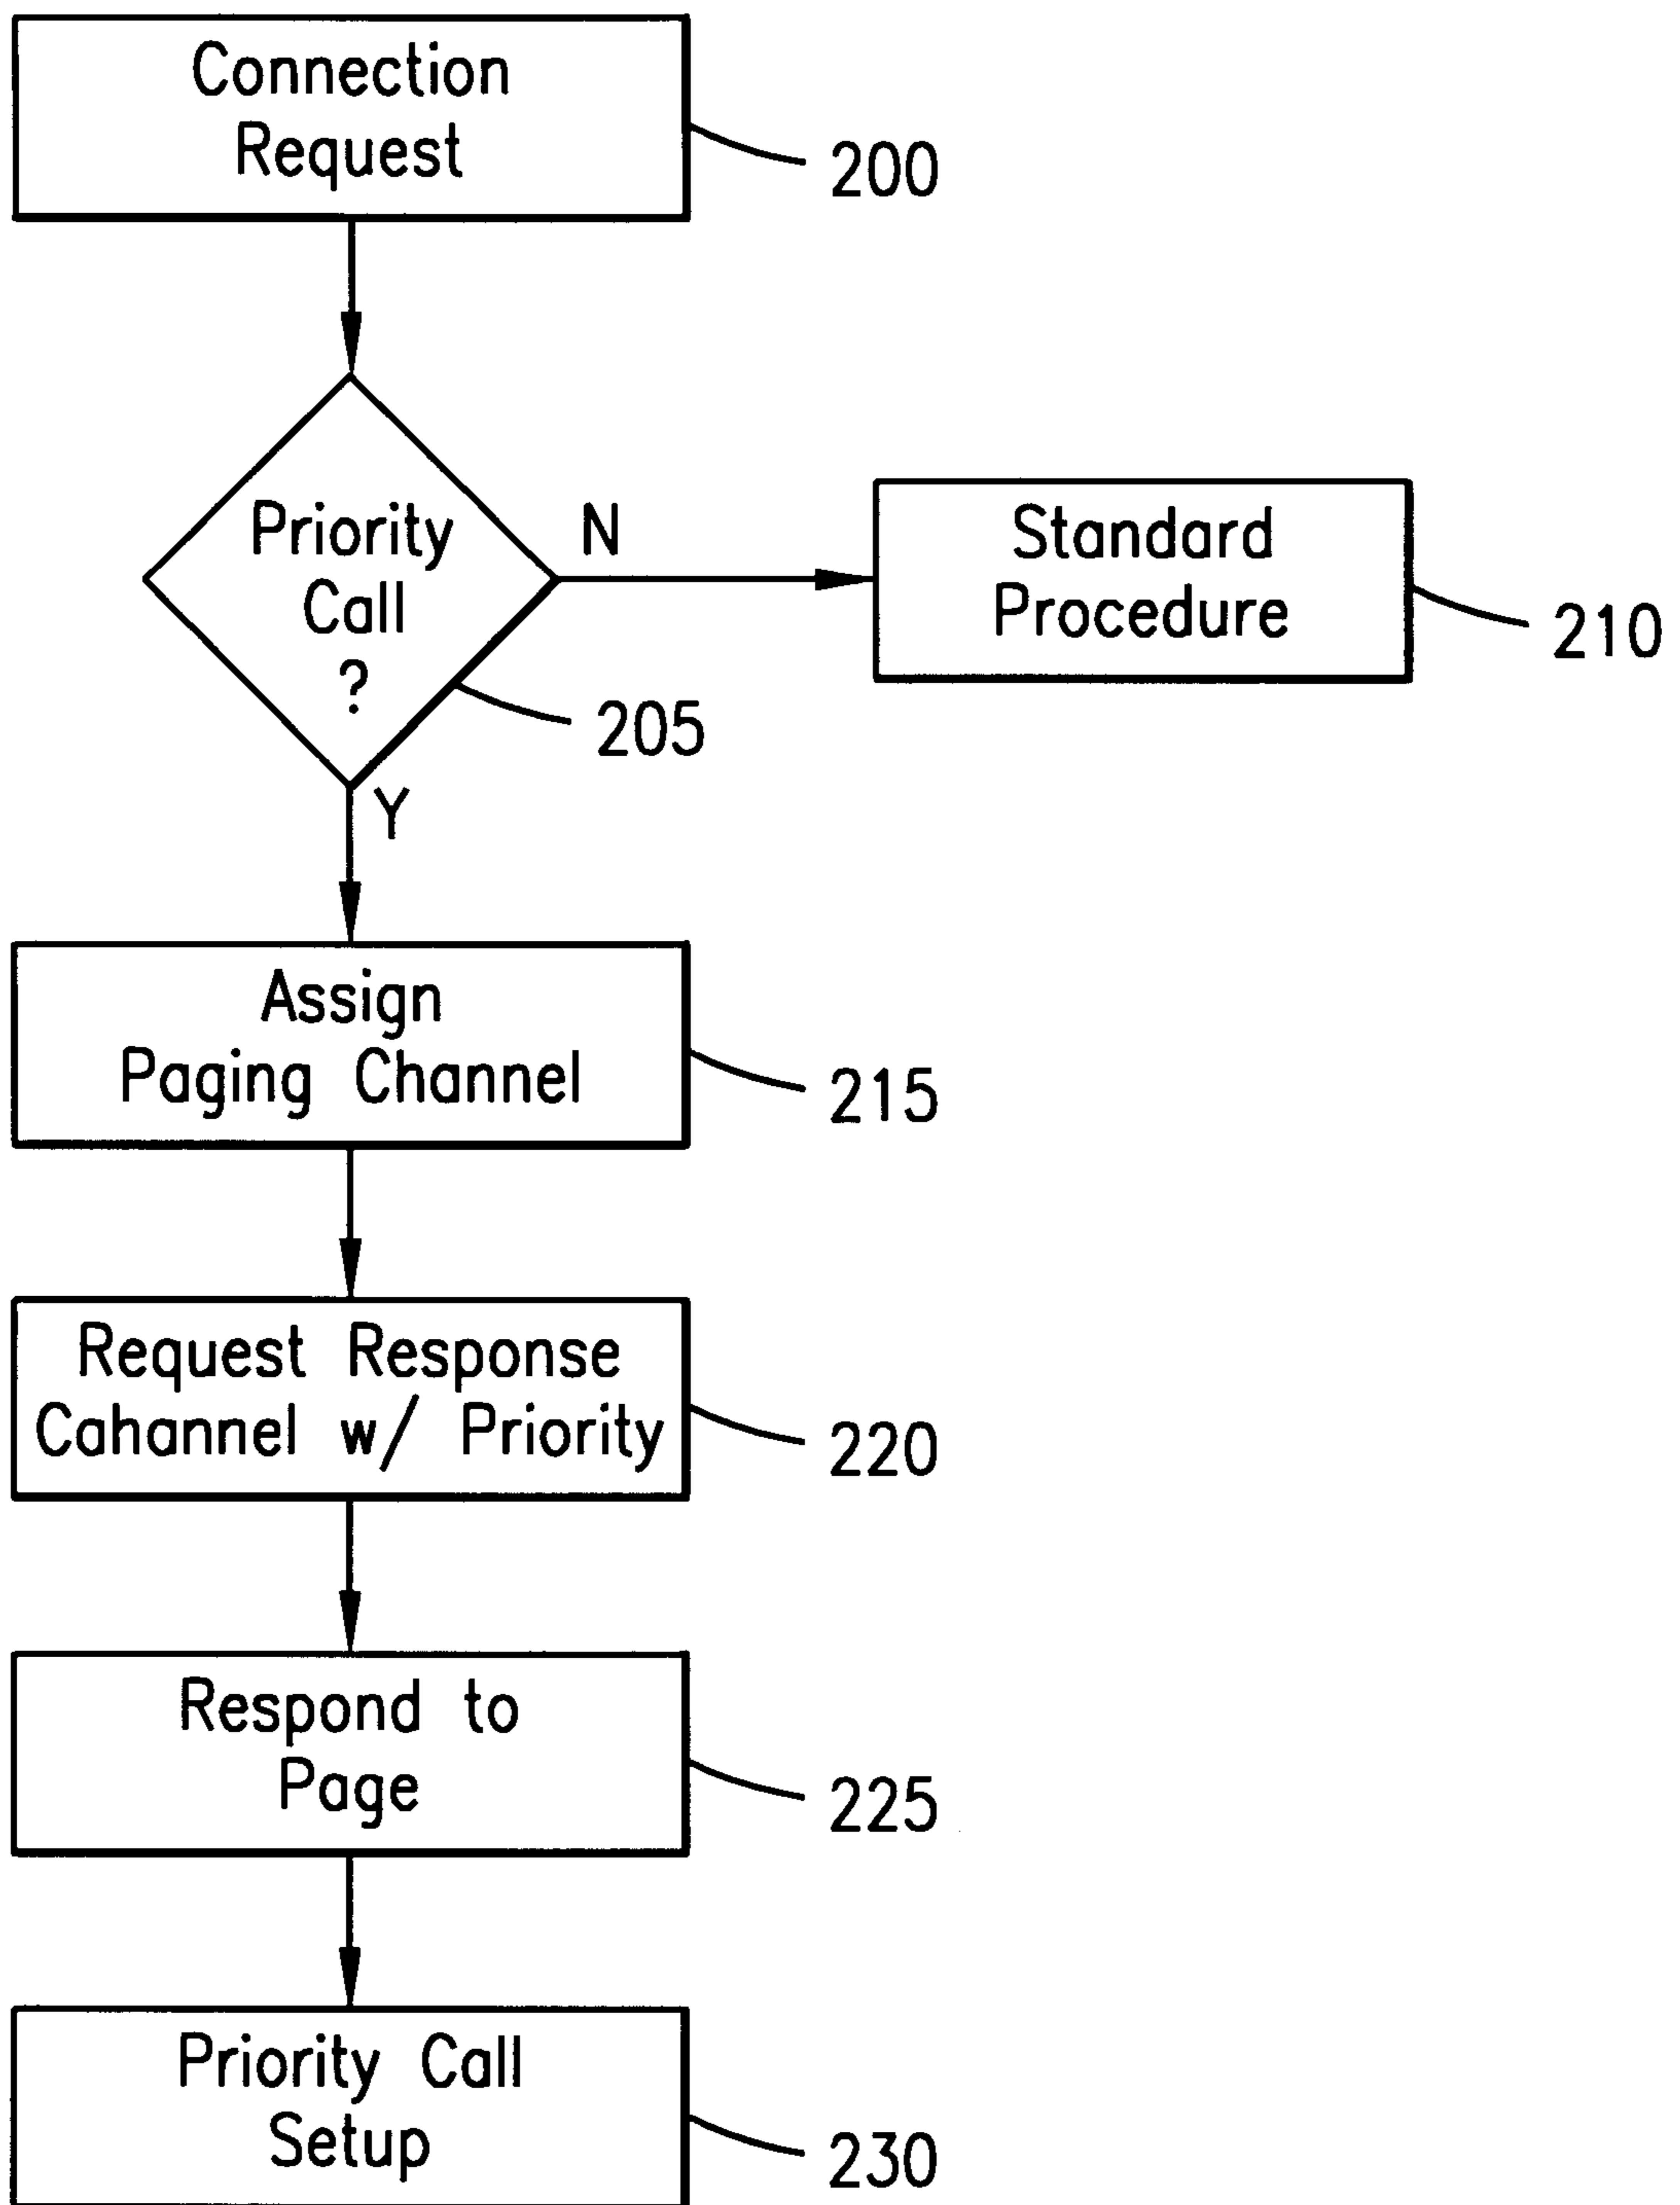 Connection
Request
200
Priority
Call
?
N
Standard
Procedure
210
205
Y
Assign
Paging Channel
215
Request Response
Cahannel w/ Priority
220
Respond to
Page
225
Priority Call
Setup
230